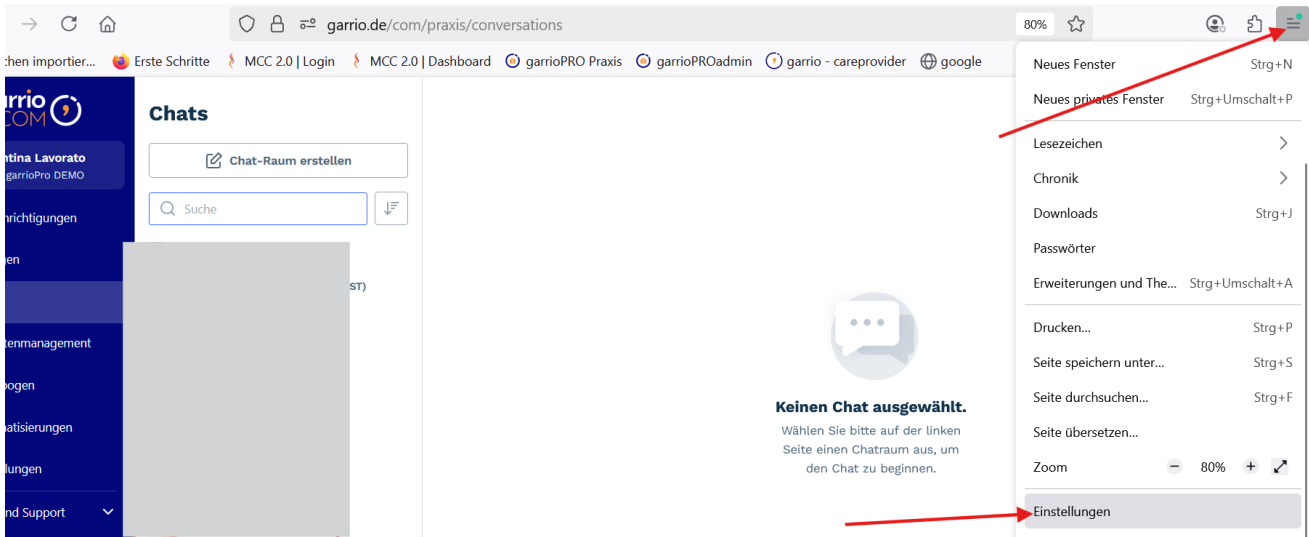 garrio.de/com/praxis/conversations
80%
chen importier... Erste Schritte MCC 2.0 | Login MCC 2.0 | Dashboard garrioPRO Praxis garrioPROadmin garrio - careprovider google
rrio
COM
ntina Lavorato
garrioPro DEMO
hrichtigungen
en
tenmanagement
bogen
atisierungen
lungen
nd Support
Chats
Chat-Raum erstellen
Suche
ST)
Keinen Chat ausgewählt.
Wählen Sie bitte auf der linken
Seite einen Chatraum aus, um
den Chat zu beginnen.
Neues Fenster Strg+N
Neues privates Fenster Strg+Umschalt+P
Lesezeichen
Chronik
Downloads Strg+J
Passwörter
Erweiterungen und The... Strg+Umschalt+A
Drucken... Strg+P
Seite speichern unter... Strg+S
Seite durchsuchen... Strg+F
Seite übersetzen...
Zoom − 80% +
Einstellungen